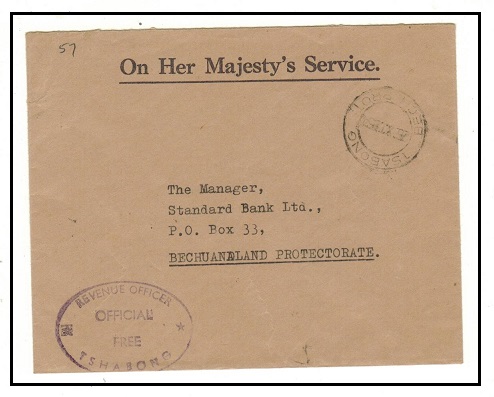 57
On Her Majesty's Service.
TSABONG
The Manager,
Standard Bank Ltd.,
P.O. Box 33,
BECHUANALAND PROTECTORATE.
REVENUE OFFICER
OFFICIAL
FREE
TSHABONG